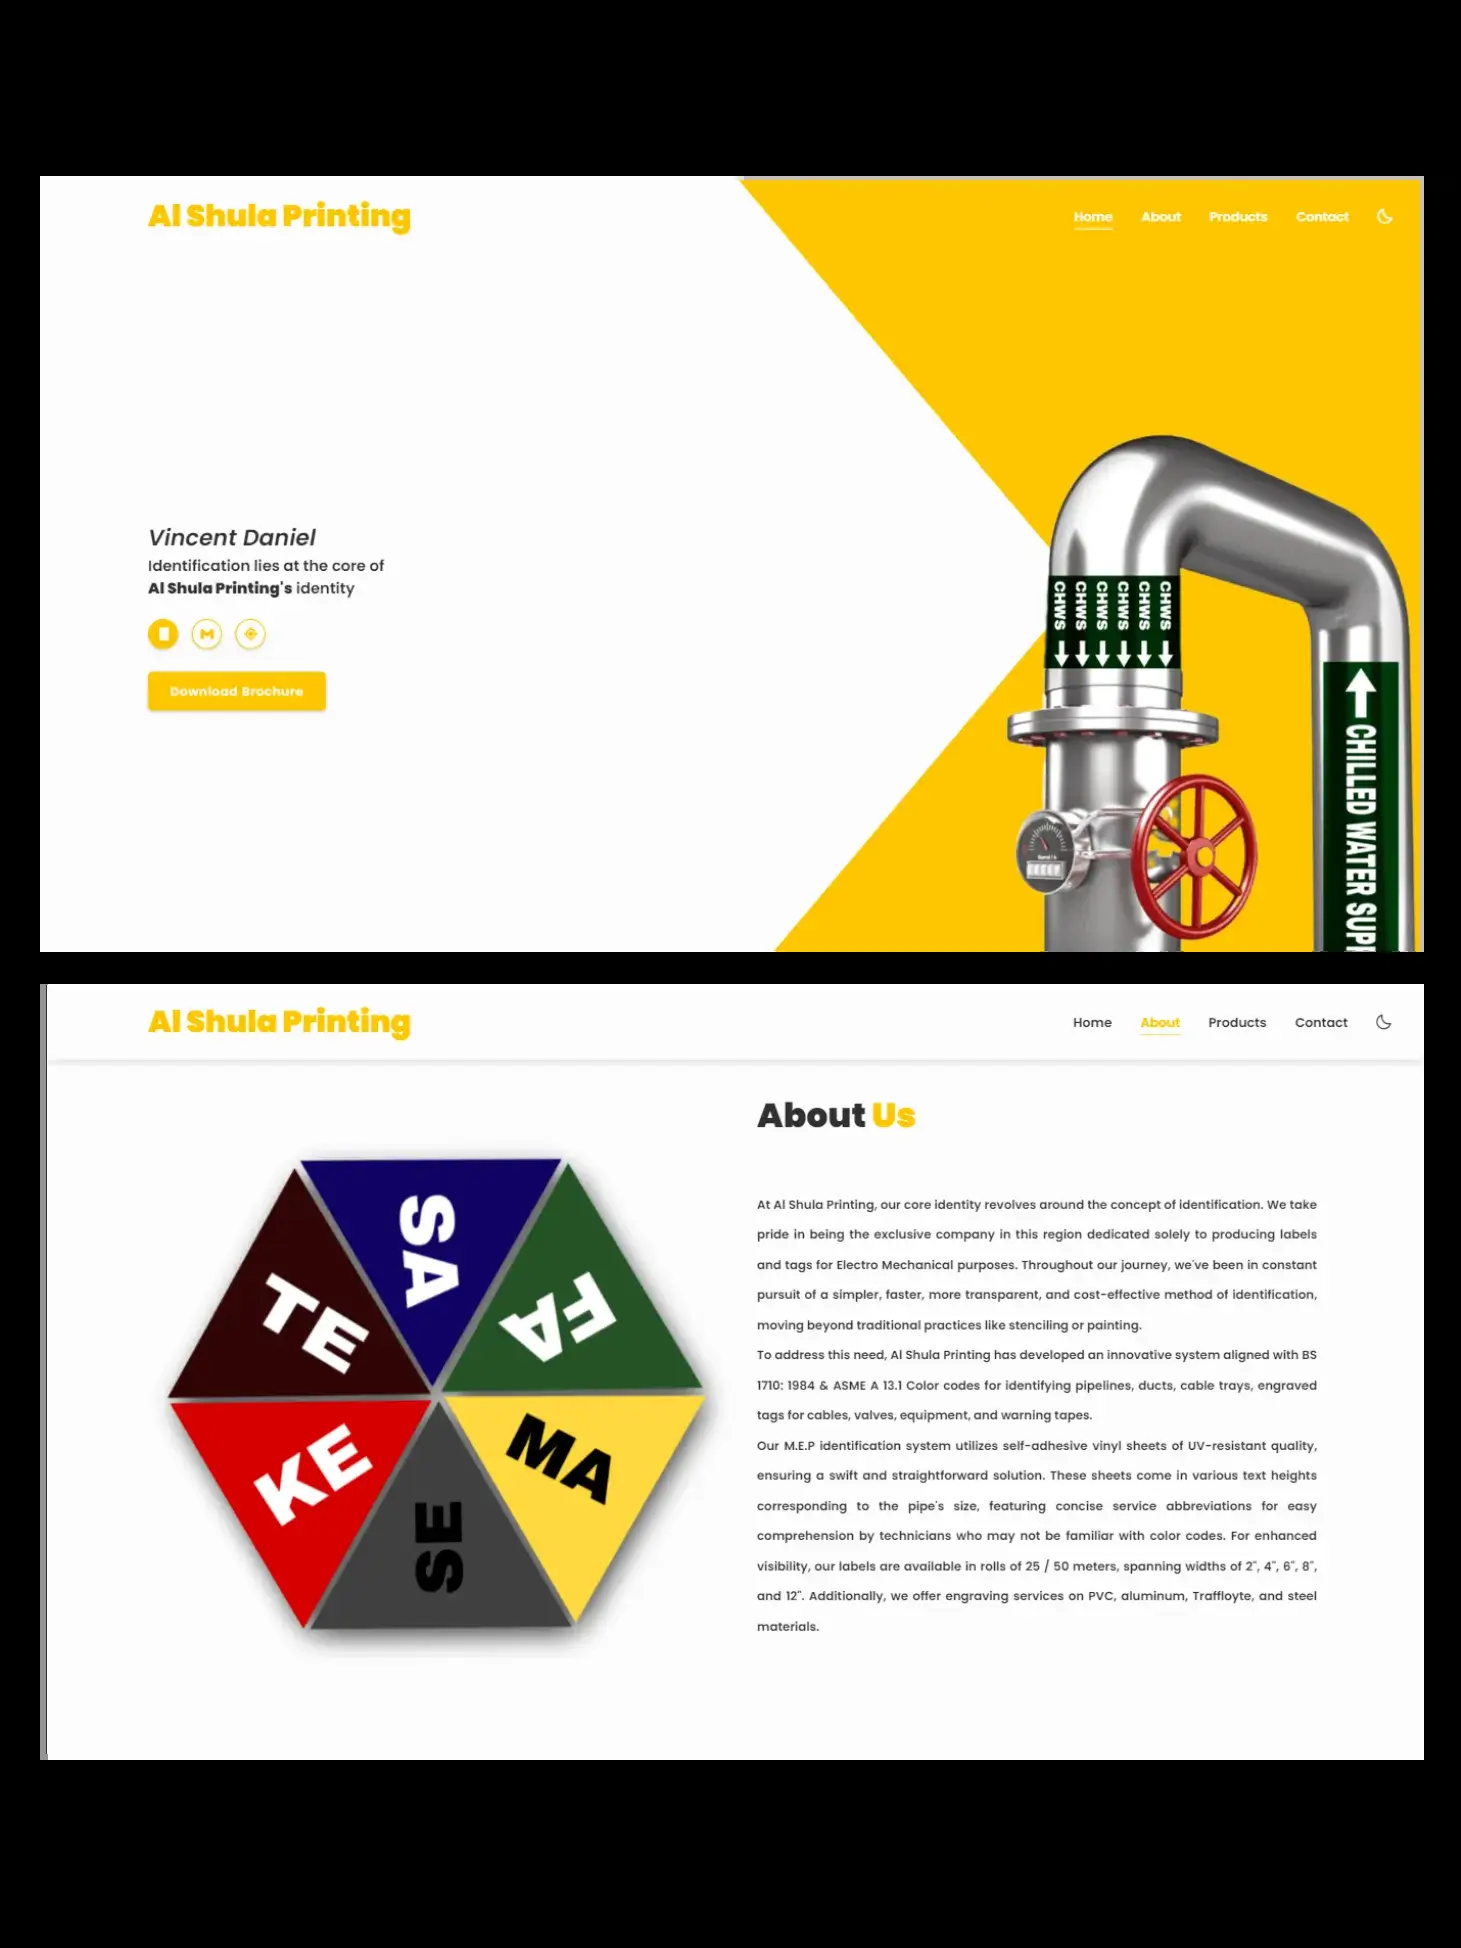 Al Shula Printing
Home About Products Contact
Vincent Daniel
Identification lies at the core of
Al Shula Printing's identity
Download Brochure
CHWS CHWS CHWS CHWS CHWS CHWS
CHILLED WATER SUPP
Al Shula Printing
Home About Products Contact
About Us
SA
FA
MA
SE
KE
TE
At Al Shula Printing, our core identity revolves around the concept of identification. We take
pride in being the exclusive company in this region dedicated solely to producing labels
and tags for Electro Mechanical purposes. Throughout our journey, we've been in constant
pursuit of a simpler, faster, more transparent, and cost-effective method of identification,
moving beyond traditional practices like stenciling or painting.
To address this need, Al Shula Printing has developed an innovative system aligned with BS
1710: 1984 & ASME A 13.1 Color codes for identifying pipelines, ducts, cable trays, engraved
tags for cables, valves, equipment, and warning tapes.
Our M.E.P identification system utilizes self-adhesive vinyl sheets of UV-resistant quality,
ensuring a swift and straightforward solution. These sheets come in various text heights
corresponding to the pipe's size, featuring concise service abbreviations for easy
comprehension by technicians who may not be familiar with color codes. For enhanced
visibility, our labels are available in rolls of 25 / 50 meters, spanning widths of 2", 4", 6", 8",
and 12". Additionally, we offer engraving services on PVC, aluminum, Traffloyte, and steel
materials.